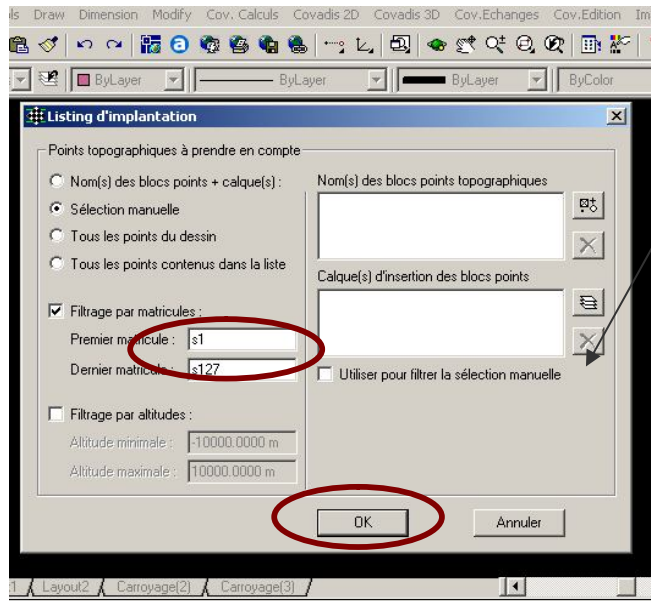 ols Draw Dimension Modify Cov. Calculs Covadis 2D Covadis 3D Cov.Echanges Cov.Edition Im
ByLayer ByLayer ByLayer ByColor
Listing d'implantation
Points topographiques à prendre en compte
Nom(s) des blocs points + calque(s) :
Sélection manuelle
Tous les points du dessin
Tous les points contenus dans la liste
Filtrage par matricules :
Premier matricule : s1
Dernier matricule : s127
Filtrage par altitudes :
Altitude minimale : -10000.0000 m
Altitude maximale : 10000.0000 m
Nom(s) des blocs points topographiques
Calque(s) d'insertion des blocs points
Utiliser pour filtrer la sélection manuelle
OK Annuler
1 Layout2 Carroyage(2) Carroyage(3)